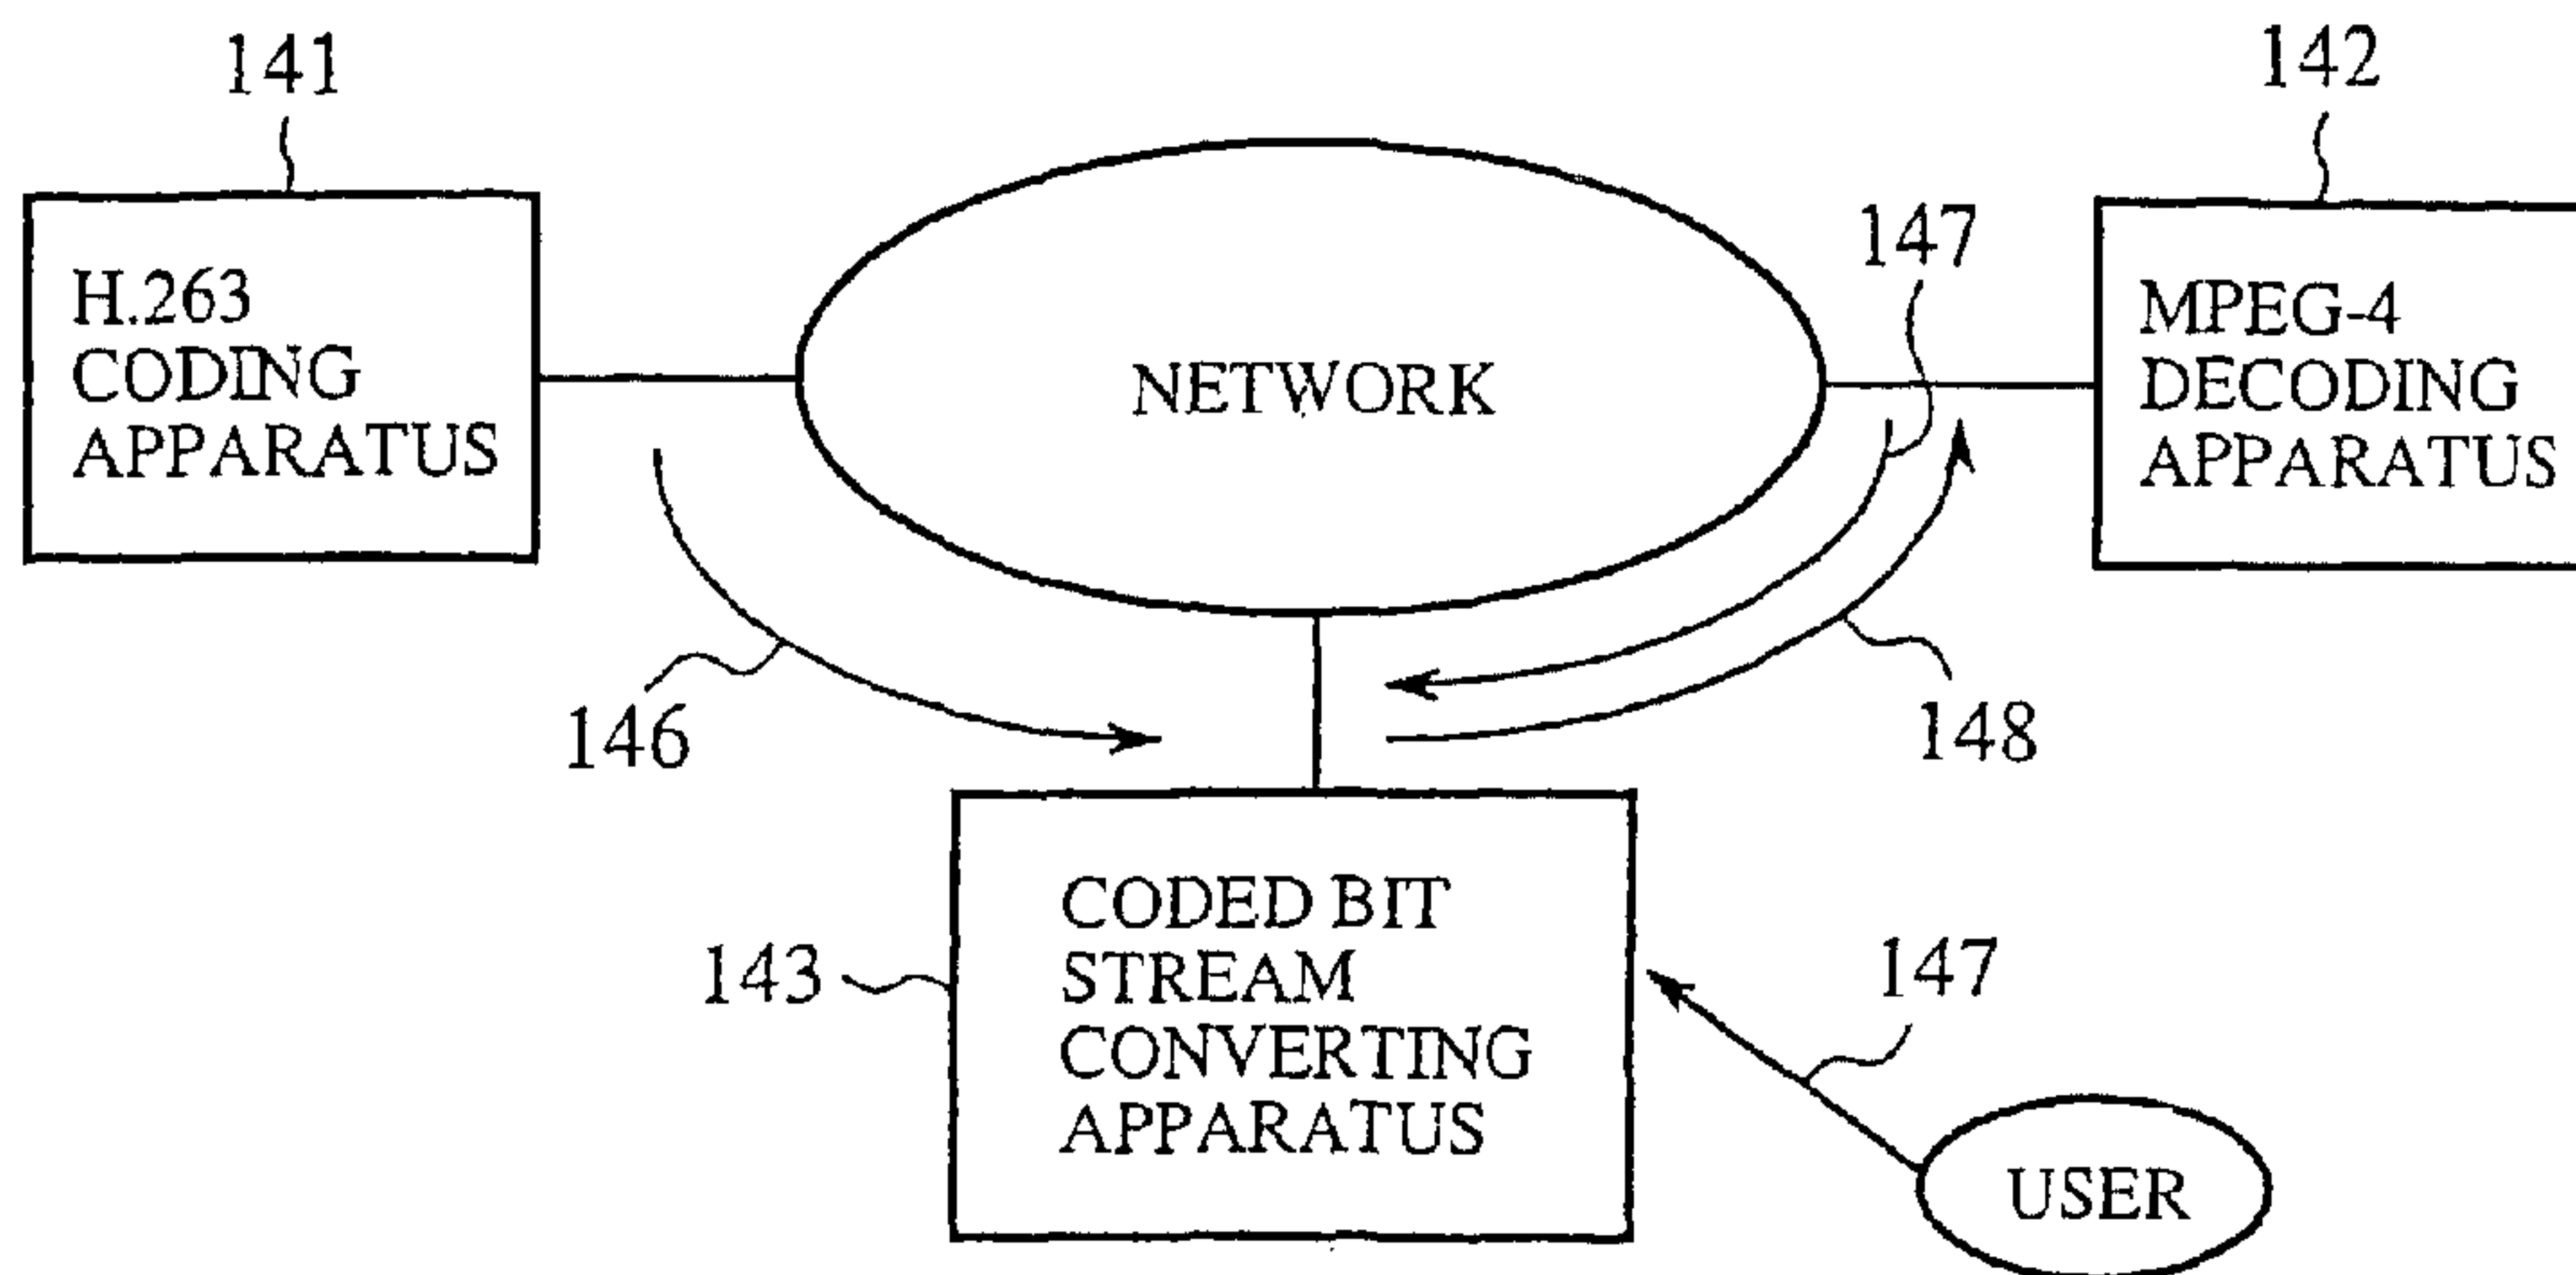 141
142
H.263
CODING
APPARATUS
NETWORK
147
MPEG-4
DECODING
APPARATUS
146
148
143
CODED BIT
STREAM
CONVERTING
APPARATUS
147
USER